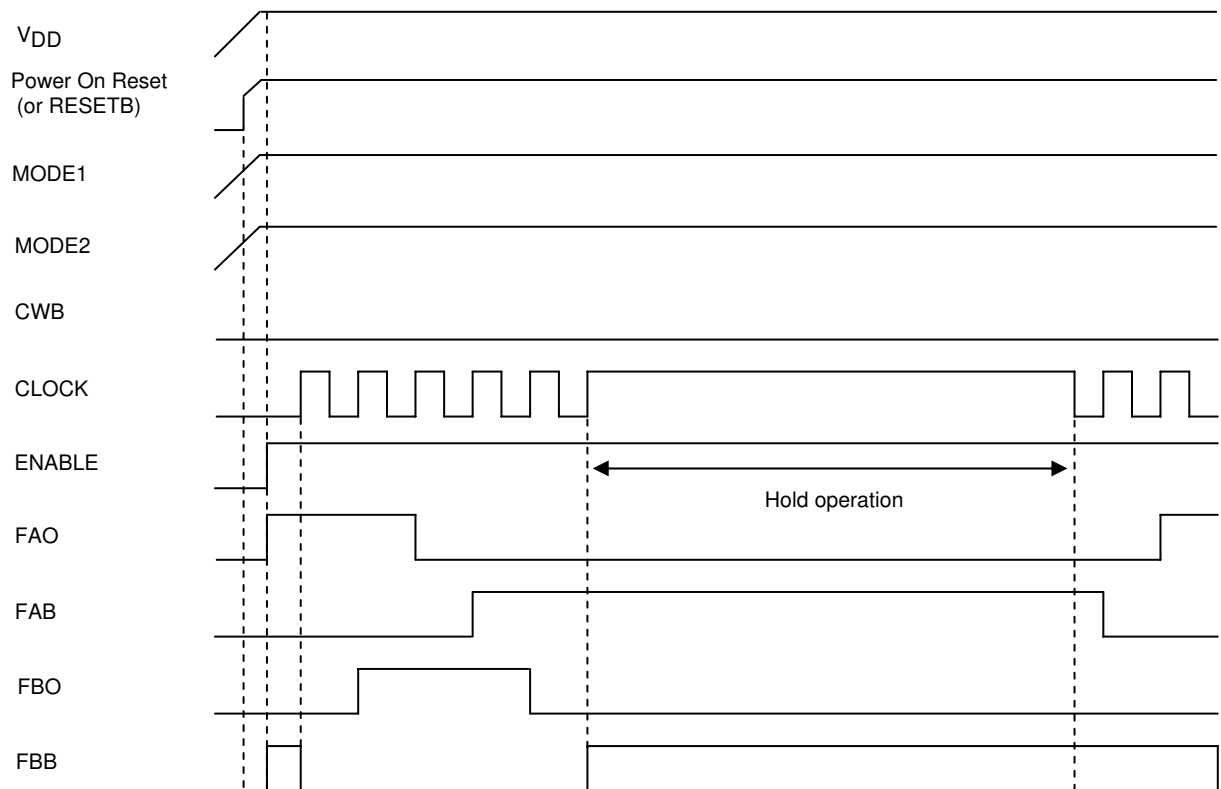 VDD
Power On Reset
(or RESETB)
MODE1
MODE2
CWB
CLOCK
ENABLE
Hold operation
FAO
FAB
FBO
FBB